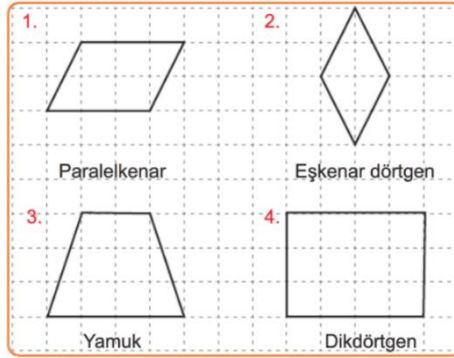 1.
2.
Paralelkenar
Eşkenar dörtgen
3.
4.
Yamuk
Dikdörtgen